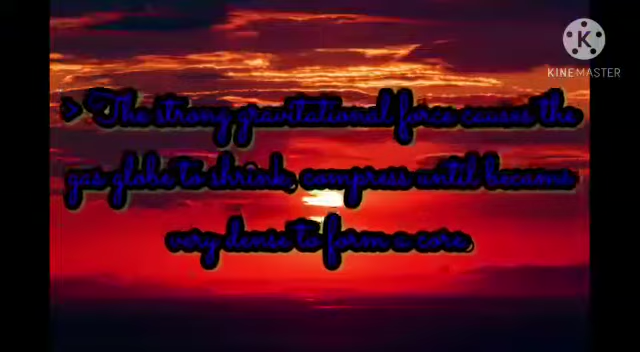 KINEMASTER
> The strong gravitational force causes the
gas globe to shrink, compress until become
very dense to form a core,